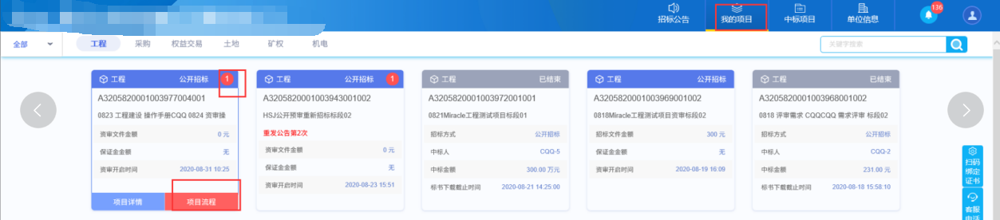 招标公告 我的项目 中标项目 单位信息 136
全部 工程 采购 权益交易 土地 矿权 机电 关键字搜索
工程 公开招标 1
A3205820001003977004001
0823 工程建设 操作手册CQQ 0824 资审操
资审文件金额 0 元
保证金金额 无
资审开启时间 2020-08-31 10:25
项目详情 项目流程
工程 公开招标 1
A3205820001003943001002
HSJ公开预审重新招标标段02
重发公告第2次
资审文件金额 0 元
保证金金额 无
资审开启时间 2020-08-23 15:51
工程 已结束
A3205820001003972001001
0821Miracle工程测试项目标段01
招标方式 公开招标
中标人 CQQ-5
中标金额 300.00 万元
标书下载截止时间 2020-08-21 14:25:00
工程 公开招标
A3205820001003969001002
0818Miracle工程测试项目资审标段02
招标文件金额 300 元
保证金金额 无
资审开启时间 2020-08-19 16:09
工程 已结束
A3205820001003968001002
0818 评审需求 CQQCQQ 需求评审 标段02
招标方式 公开招标
中标人 CQQ-2
中标金额 231.00 元
标书下载截止时间 2020-08-18 15:58:10
扫码
绑定
证书
客服
电话